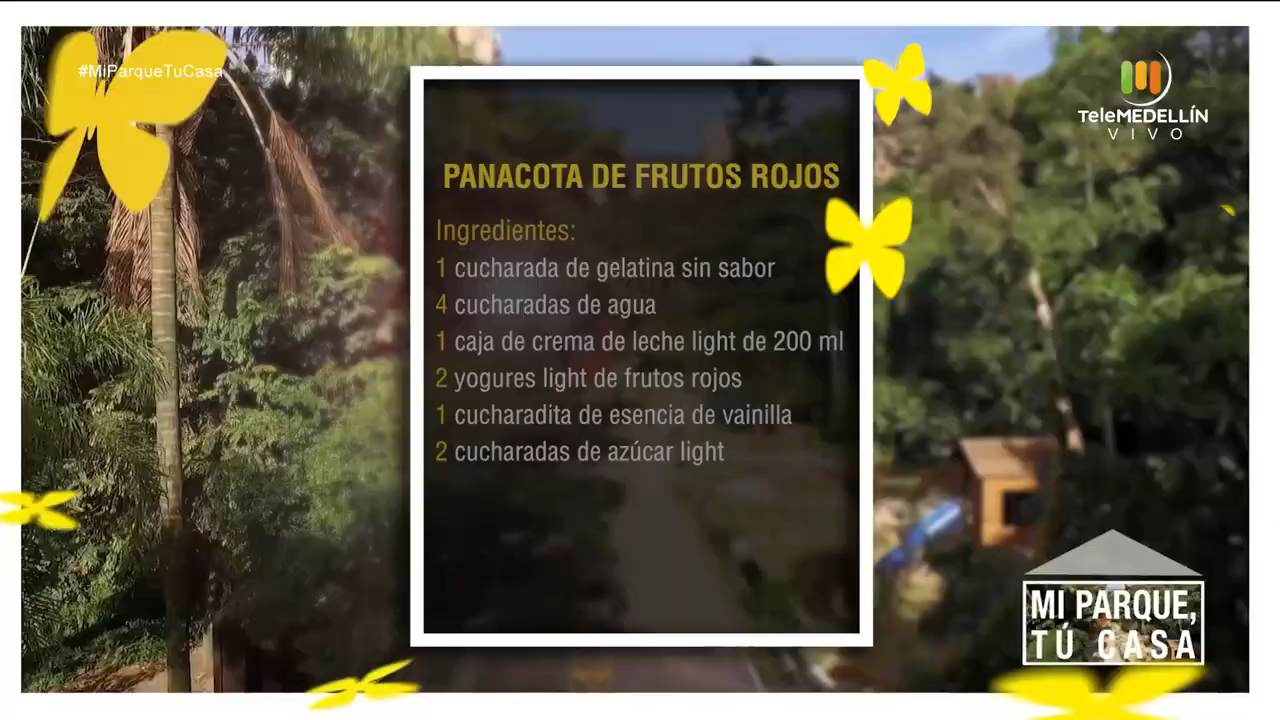 #MiParqueTuCasa
TeleMEDELLÍN
VIVO
PANACOTA DE FRUTOS ROJOS
Ingredientes:
1 cucharada de gelatina sin sabor
4 cucharadas de agua
1 caja de crema de leche light de 200 ml
2 yogures light de frutos rojos
1 cucharadita de esencia de vainilla
2 cucharadas de azúcar light
MI PARQUE,
TÚ CASA